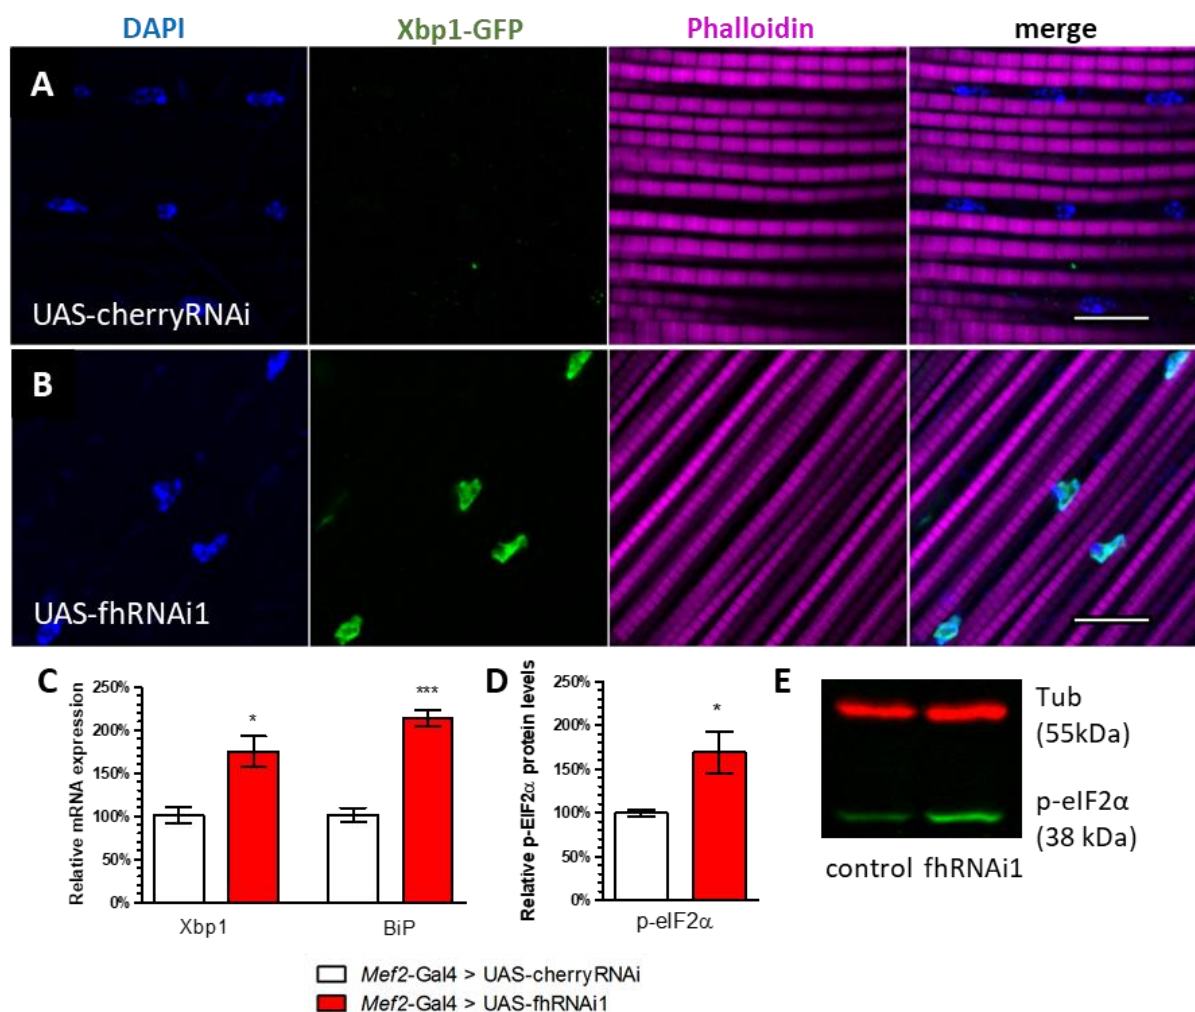 DAPI Xbp1-GFP Phalloidin merge
A
UAS-cherryRNAi
B
UAS-fhRNAi1
C
Relative mRNA expression
250%
200%
150%
100%
50%
0%
*
***
Xbp1 BiP
D
Relative p-EIF2α protein levels
250%
200%
150%
100%
50%
0%
*
p-eIF2α
E
Tub
(55kDa)
p-eIF2α
(38 kDa)
control fhRNAi1
Mef2-Gal4 > UAS-cherryRNAi
Mef2-Gal4 > UAS-fhRNAi1